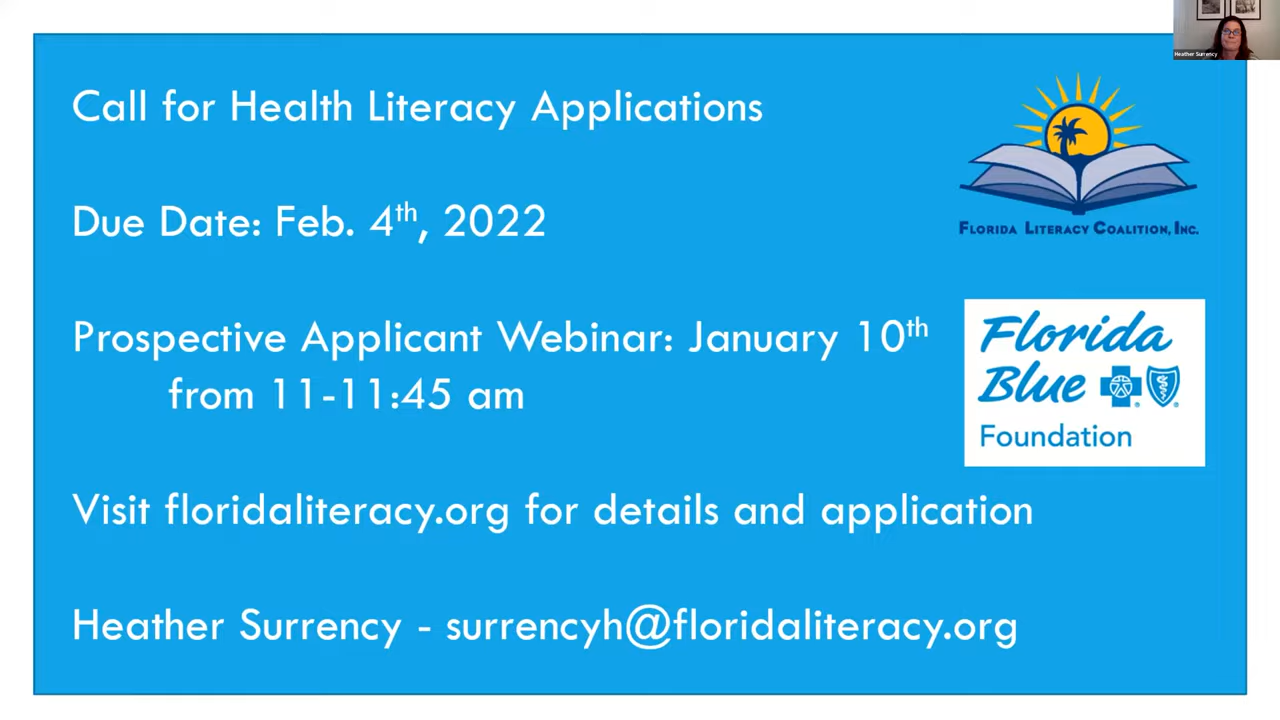 Heather Surrency
Call for Health Literacy Applications
Due Date: Feb. 4th, 2022
FLORIDA LITERACY COALITION, INC.
Prospective Applicant Webinar: January 10th
from 11-11:45 am
Florida
Blue
Foundation
Visit floridaliteracy.org for details and application
Heather Surrency - surrencyh@floridaliteracy.org